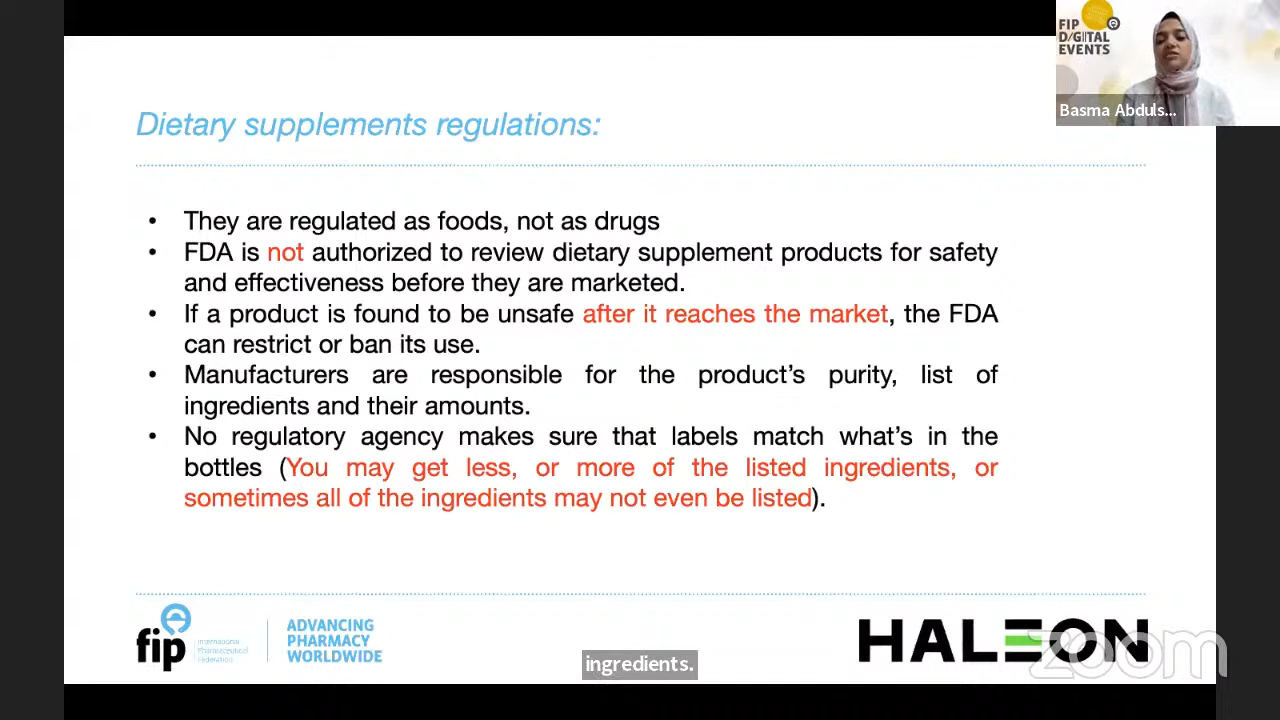 FIP
DIGITAL
EVENTS
Basma Abduls...
Dietary supplements regulations:
• They are regulated as foods, not as drugs
• FDA is not authorized to review dietary supplement products for safety
and effectiveness before they are marketed.
• If a product is found to be unsafe after it reaches the market, the FDA
can restrict or ban its use.
• Manufacturers are responsible for the product’s purity, list of
ingredients and their amounts.
• No regulatory agency makes sure that labels match what’s in the
bottles (You may get less, or more of the listed ingredients, or
sometimes all of the ingredients may not even be listed).
fip
International
Pharmaceutical
Federation
ADVANCING
PHARMACY
WORLDWIDE
ingredients.
HALEON
zoom